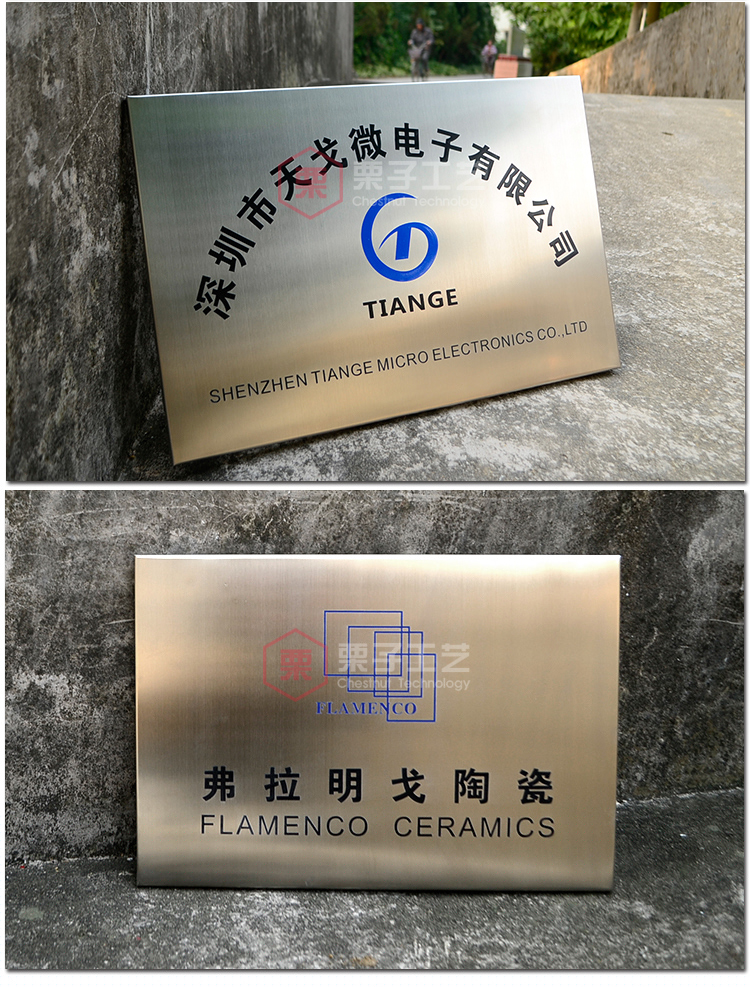 深圳市天戈微电子有限公司
栗 栗子工艺
Chestnut Technology
TIANGE
SHENZHEN TIANGE MICRO ELECTRONICS CO.,LTD
栗 栗子工艺
Chestnut Technology
FLAMENCO
弗拉明戈陶瓷
FLAMENCO CERAMICS